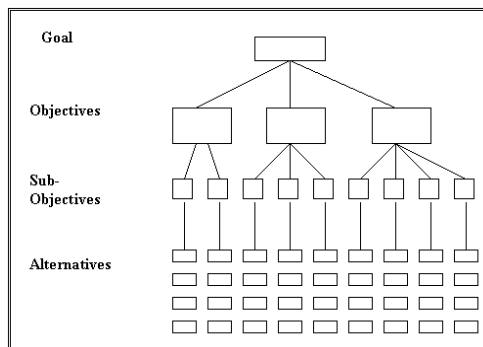 Goal
Objectives
Sub-
Objectives
Alternatives